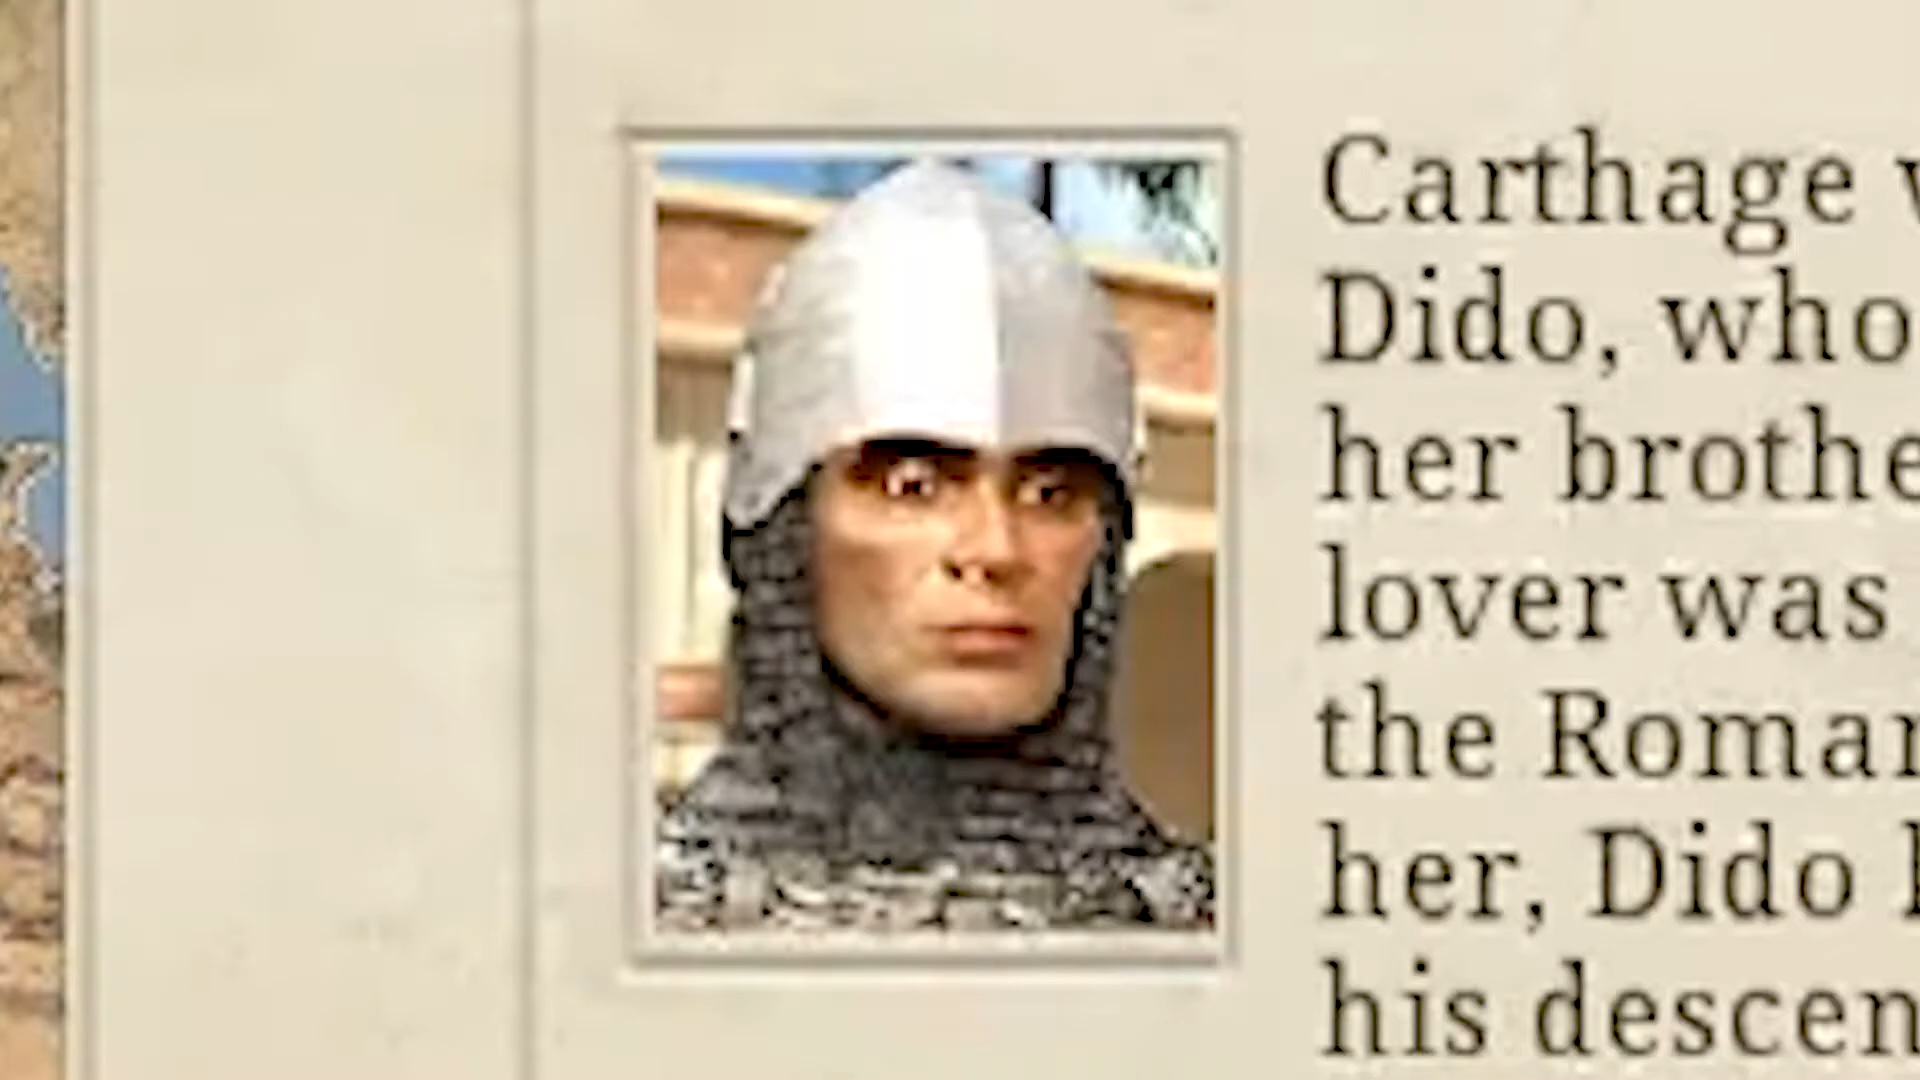 Carthage
Dido, who
her brothe
lover was
the Roman
her, Dido
his descen